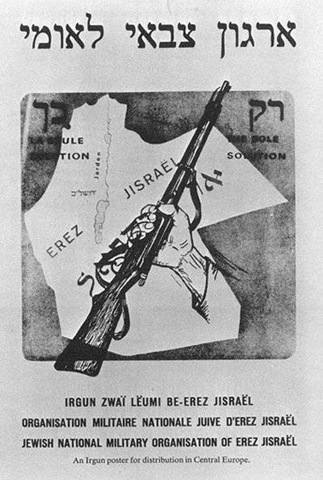 ארגון צבאי לאומי
רק כך
LA SEULE SOLUTION
THE SOLE SOLUTION
Jordan
ירושלים
EREZ JISRAËL
IRGUN ZWAÏ LËUMI BE-EREZ JISRAËL
ORGANISATION MILITAIRE NATIONALE JUIVE D'EREZ JISRAËL
JEWISH NATIONAL MILITARY ORGANISATION OF EREZ JISRAËL
An Irgun poster for distribution in Central Europe.